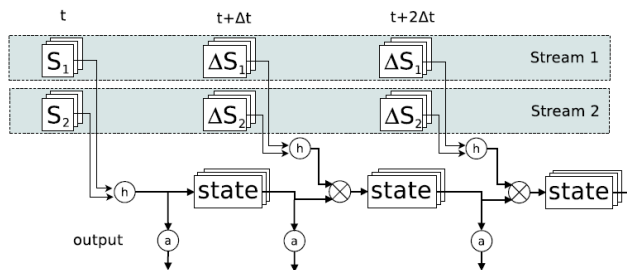 t t+Δt t+2Δt
S1 ΔS1 ΔS1 Stream 1
S2 ΔS2 ΔS2 Stream 2
h h
h state state state
output a a a